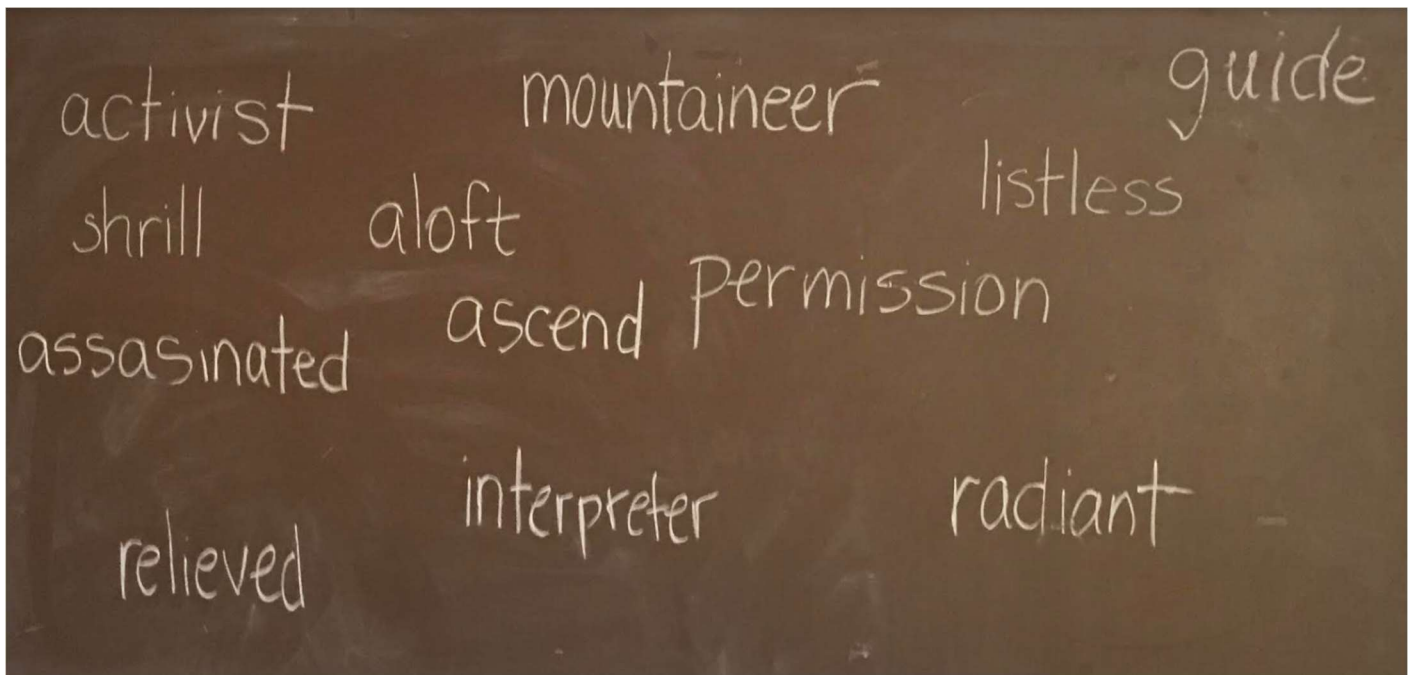 activist mountaineer guide
shrill aloft listless
assasinated ascend permission
interpreter radiant
relieved